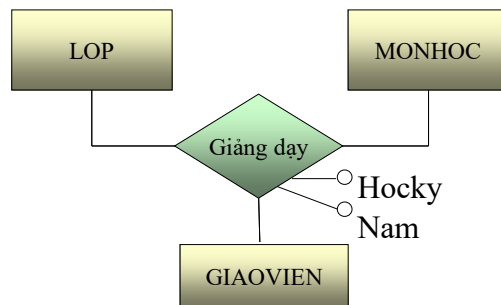 LOP
MONHOC
Giảng dạy
Hocky
Nam
GIAOVIEN